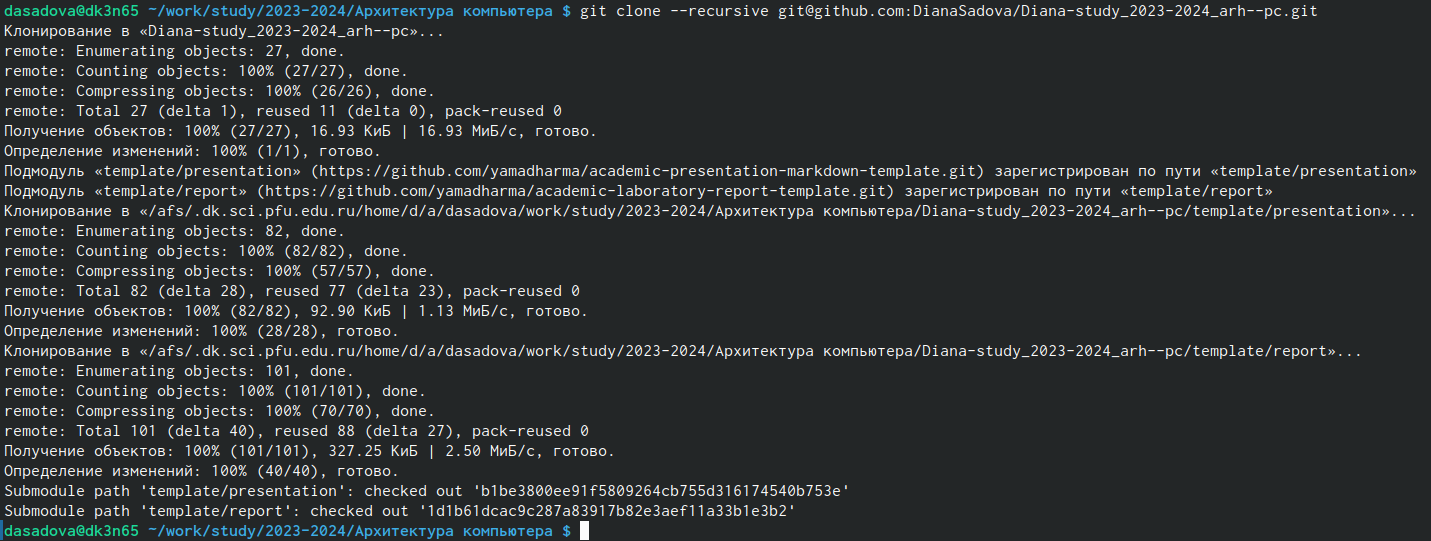 dasadova@dk3n65 ~/work/study/2023-2024/Архитектура компьютера $ git clone --recursive git@github.com:DianaSadova/Diana-study_2023-2024_arh--pc.git
Клонирование в «Diana-study_2023-2024_arh--pc»...
remote: Enumerating objects: 27, done.
remote: Counting objects: 100% (27/27), done.
remote: Compressing objects: 100% (26/26), done.
remote: Total 27 (delta 1), reused 11 (delta 0), pack-reused 0
Получение объектов: 100% (27/27), 16.93 КиБ | 16.93 МиБ/с, готово.
Определение изменений: 100% (1/1), готово.
Подмодуль «template/presentation» (https://github.com/yamadharma/academic-presentation-markdown-template.git) зарегистрирован по пути «template/presentation»
Подмодуль «template/report» (https://github.com/yamadharma/academic-laboratory-report-template.git) зарегистрирован по пути «template/report»
Клонирование в «/afs/.dk.sci.pfu.edu.ru/home/d/a/dasadova/work/study/2023-2024/Архитектура компьютера/Diana-study_2023-2024_arh--pc/template/presentation»...
remote: Enumerating objects: 82, done.
remote: Counting objects: 100% (82/82), done.
remote: Compressing objects: 100% (57/57), done.
remote: Total 82 (delta 28), reused 77 (delta 23), pack-reused 0
Получение объектов: 100% (82/82), 92.90 КиБ | 1.13 МиБ/с, готово.
Определение изменений: 100% (28/28), готово.
Клонирование в «/afs/.dk.sci.pfu.edu.ru/home/d/a/dasadova/work/study/2023-2024/Архитектура компьютера/Diana-study_2023-2024_arh--pc/template/report»...
remote: Enumerating objects: 101, done.
remote: Counting objects: 100% (101/101), done.
remote: Compressing objects: 100% (70/70), done.
remote: Total 101 (delta 40), reused 88 (delta 27), pack-reused 0
Получение объектов: 100% (101/101), 327.25 КиБ | 2.50 МиБ/с, готово.
Определение изменений: 100% (40/40), готово.
Submodule path 'template/presentation': checked out 'b1be3800ee91f5809264cb755d316174540b753e'
Submodule path 'template/report': checked out '1d1b61dcac9c287a83917b82e3aef11a33b1e3b2'
dasadova@dk3n65 ~/work/study/2023-2024/Архитектура компьютера $